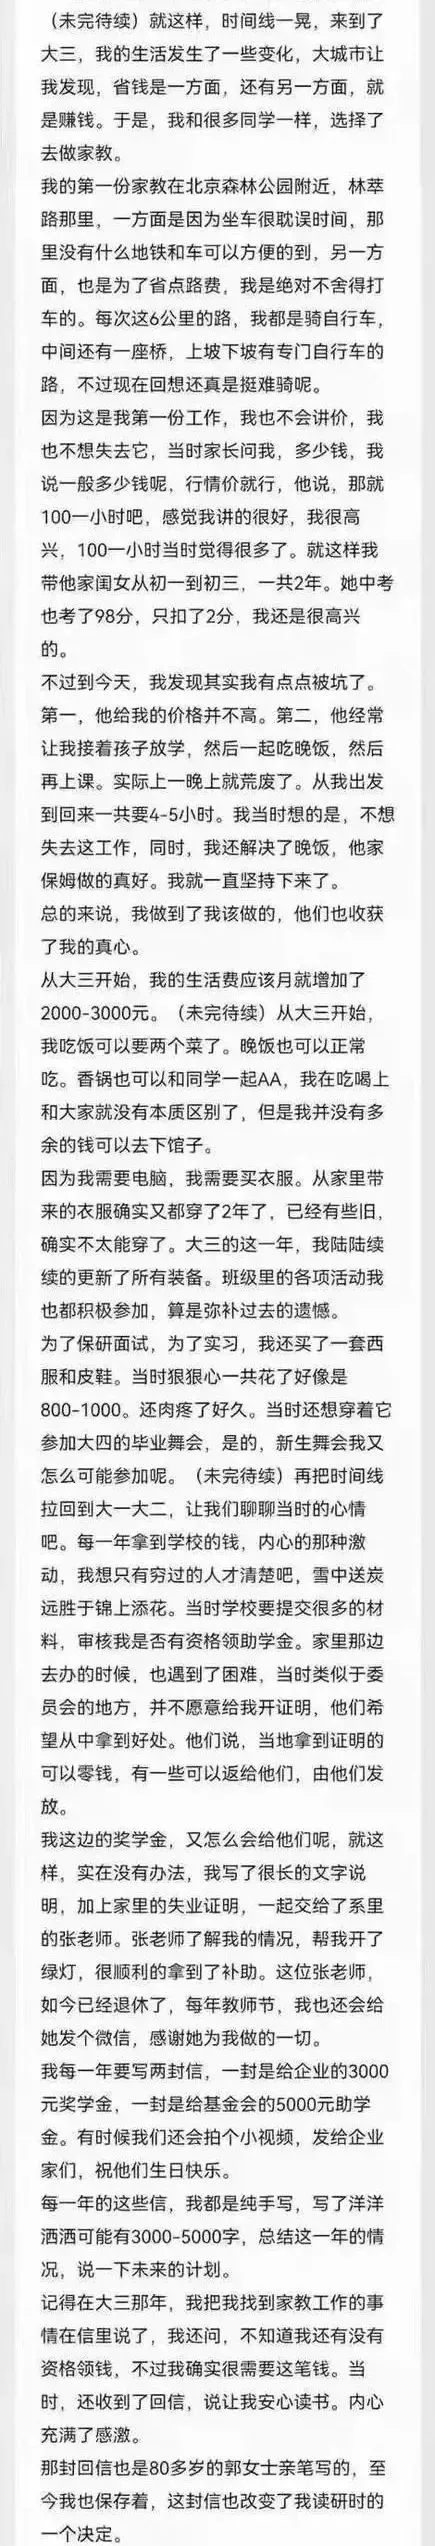 （未完待续）就这样，时间线一晃，来到了
大三，我的生活发生了一些变化，大城市让
我发现，省钱是一方面，还有另一方面，就
是赚钱。于是，我和很多同学一样，选择了
去做家教。
我的第一份家教在北京森林公园附近，林萃
路那里，一方面是因为坐车很耽误时间，那
里没有什么地铁和车可以方便的到，另一方
面，也是为了省点路费，我是绝对不舍得打
车的。每次这6公里的路，我都是骑自行车，
中间还有一座桥，上坡下坡有专门自行车的
路，不过现在回想还真是挺难骑呢。
因为这是我第一份工作，我也不会讲价，我
也不想失去它，当时家长问我，多少钱，我
说一般多少钱呢，行情价就行，他说，那就
100一小时吧，感觉我讲的很好，我很高
兴，100一小时当时觉得很多了。就这样我
带他家闺女从初一到初三，一共2年。她中考
也考了98分，只扣了2分，我还是很高兴
的。
不过到今天，我发现其实我有点点被坑了。
第一，他给我的价格并不高。第二，他经常
让我接着孩子放学，然后一起吃晚饭，然后
再上课。实际上一晚上就荒废了。从我出发
到回来一共要4-5小时。我当时想的是，不想
失去这工作，同时，我还解决了晚饭，他家
保姆做的真好。我就一直坚持下来了。
总的来说，我做到了我该做的，他们也收获
了我的真心。
从大三开始，我的生活费应该月就增加了
2000-3000元。（未完待续）从大三开始，
我吃饭可以要两个菜了。晚饭也可以正常
吃。香锅也可以和同学一起AA，我在吃喝上
和大家就没有本质区别了，但是我并没有多
余的钱可以去下馆子。
因为我需要电脑，我需要买衣服。从家里带
来的衣服确实又都穿了2年了，已经有些旧，
确实不太能穿了。大三的这一年，我陆陆续
续的更新了所有装备。班级里的各项活动我
也都积极参加，算是弥补过去的遗憾。
为了保研面试，为了实习，我还买了一套西
服和皮鞋。当时狠狠心一共花了好像是
800-1000。还肉疼了好久。当时还想穿着它
参加大四的毕业舞会，是的，新生舞会我又
怎么可能参加呢。（未完待续）再把时间线
拉回到大一大二，让我们聊聊当时的心情
吧。每一年拿到学校的钱，内心的那种激
动，我想只有穷过的人才清楚吧，雪中送炭
远胜于锦上添花。当时学校要提交很多的材
料，审核我是否有资格领助学金。家里那边
去办的时候，也遇到了困难，当时类似于委
员会的地方，并不愿意给我开证明，他们希
望从中拿到好处。他们说，当地拿到证明的
可以零钱，有一些可以返给他们，由他们发
放。
我这边的奖学金，又怎么会给他们呢，就这
样，实在没有办法，我写了很长的文字说
明，加上家里的失业证明，一起交给了系里
的张老师。张老师了解我的情况，帮我开了
绿灯，很顺利的拿到了补助。这位张老师，
如今已经退休了，每年教师节，我也还会给
她发个微信，感谢她为我做的一切。
我每一年要写两封信，一封是给企业的3000
元奖学金，一封是给基金会的5000元助学
金。有时候我们还会拍个小视频，发给企业
家们，祝他们生日快乐。
每一年的这些信，我都是纯手写，写了洋洋
洒洒可能有3000-5000字，总结这一年的情
况，说一下未来的计划。
记得在大三那年，我把我找到家教工作的事
情在信里说了，我还问，不知道我还有没有
资格领钱，不过我确实很需要这笔钱。当
时，还收到了回信，说让我安心读书。内心
充满了感激。
那封回信也是80多岁的郭女士亲笔写的，至
今我也保存着，这封信也改变了我读研时的
一个决定。